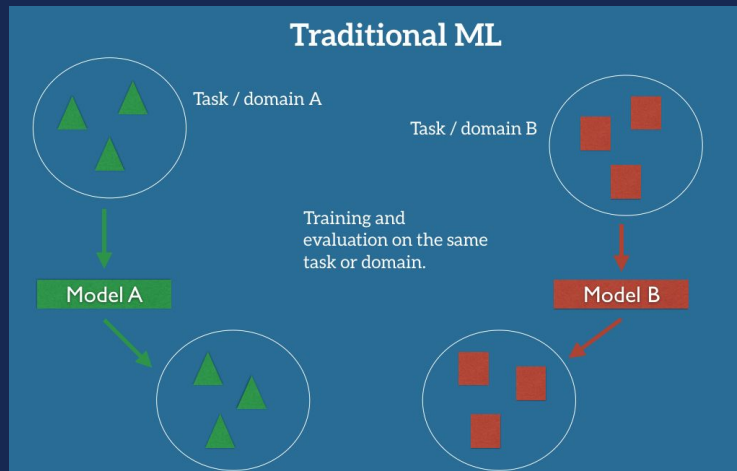 Traditional ML
Task / domain A
Task / domain B
Training and
evaluation on the same
task or domain.
Model A
Model B